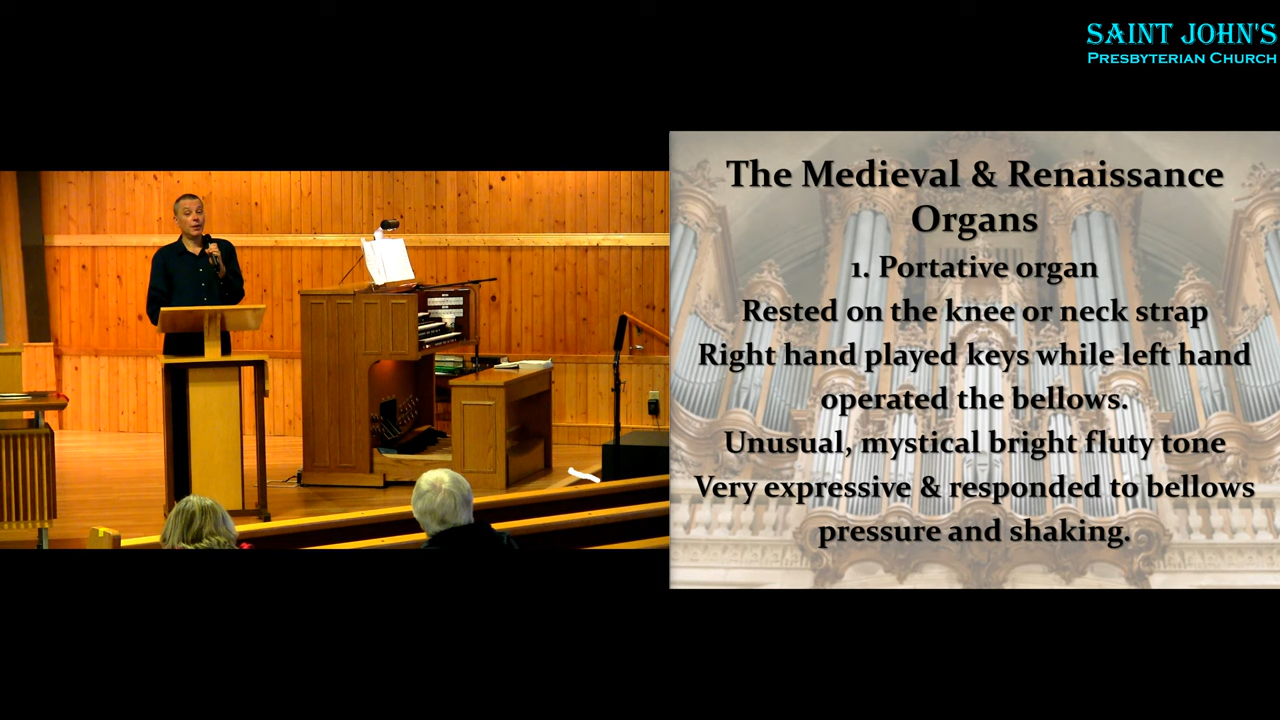 SAINT JOHN'S
PRESBYTERIAN CHURCH
The Medieval & Renaissance
Organs
1. Portative organ
Rested on the knee or neck strap
Right hand played keys while left hand
operated the bellows.
Unusual, mystical bright fluty tone
Very expressive & responded to bellows
pressure and shaking.